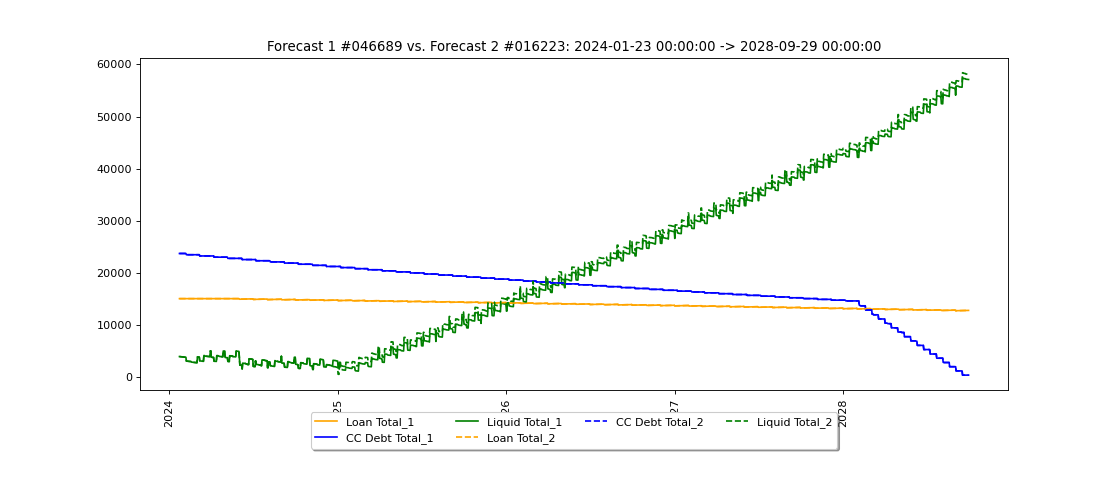 Forecast 1 #046689 vs. Forecast 2 #016223: 2024-01-23 00:00:00 -> 2028-09-29 00:00:00
60000
50000
40000
30000
20000
10000
0
2024
25
26
27
2028
Loan Total_1
Liquid Total_1
CC Debt Total_2
Liquid Total_2
CC Debt Total_1
Loan Total_2